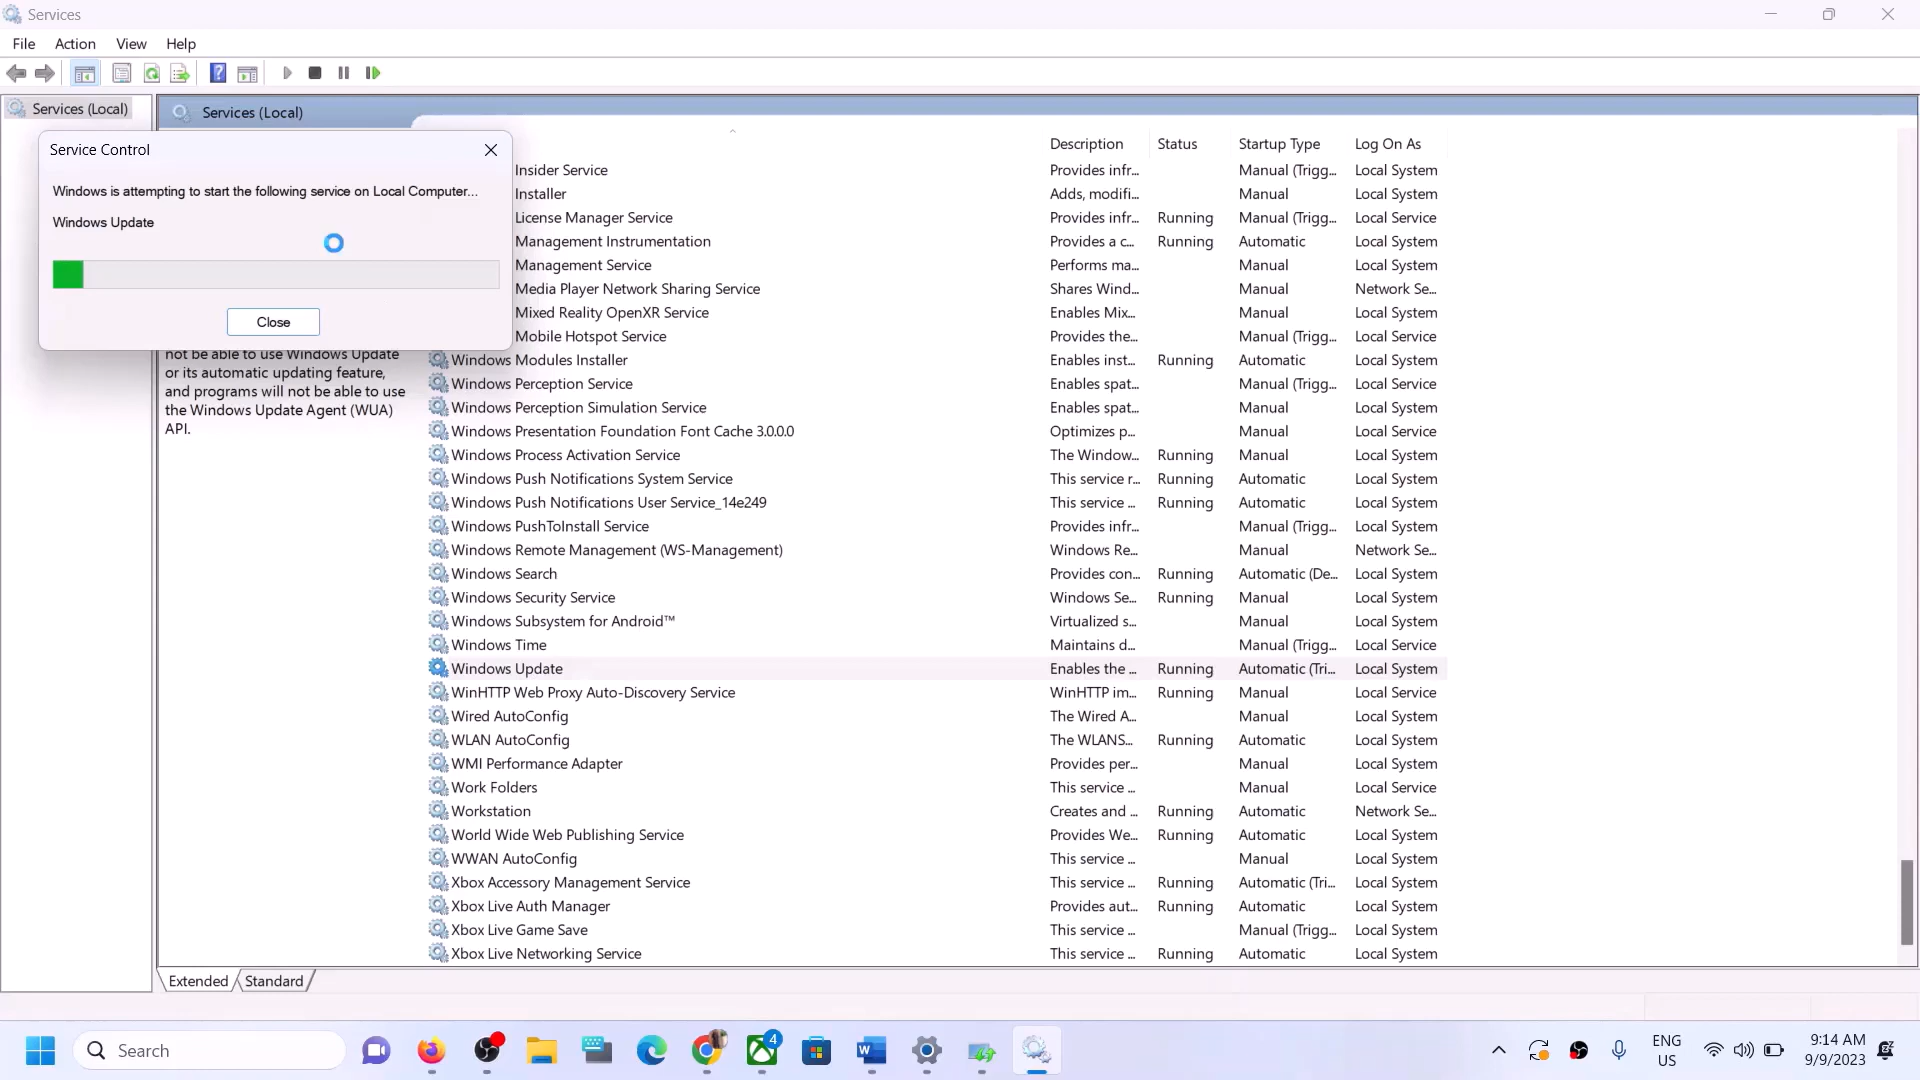 Services
File Action View Help
Services (Local)
Services (Local)
Service Control
Windows is attempting to start the following service on Local Computer...
Windows Update
Close
not be able to use Windows Update
or its automatic updating feature,
and programs will not be able to use
the Windows Update Agent (WUA)
API.
Description Status Startup Type Log On As
Insider Service Provides infr... Manual (Trigg... Local System
Installer Adds, modifi... Manual Local System
License Manager Service Provides infr... Running Manual (Trigg... Local Service
Management Instrumentation Provides a c... Running Automatic Local System
Management Service Performs ma... Manual Local System
Media Player Network Sharing Service Shares Wind... Manual Network Se...
Mixed Reality OpenXR Service Enables Mix... Manual Local System
Mobile Hotspot Service Provides the... Manual (Trigg... Local Service
Windows Modules Installer Enables inst... Running Automatic Local System
Windows Perception Service Enables spat... Manual (Trigg... Local Service
Windows Perception Simulation Service Enables spat... Manual Local System
Windows Presentation Foundation Font Cache 3.0.0.0 Optimizes p... Manual Local Service
Windows Process Activation Service The Window... Running Manual Local System
Windows Push Notifications System Service This service r... Running Automatic Local System
Windows Push Notifications User Service_14e249 This service ... Running Automatic Local System
Windows PushToInstall Service Provides infr... Manual (Trigg... Local System
Windows Remote Management (WS-Management) Windows Re... Manual Network Se...
Windows Search Provides con... Running Automatic (De... Local System
Windows Security Service Windows Se... Running Manual Local System
Windows Subsystem for Android™ Virtualized s... Manual Local System
Windows Time Maintains d... Manual (Trigg... Local Service
Windows Update Enables the ... Running Automatic (Tri... Local System
WinHTTP Web Proxy Auto-Discovery Service WinHTTP im... Running Manual Local Service
Wired AutoConfig The Wired A... Manual Local System
WLAN AutoConfig The WLANS... Running Automatic Local System
WMI Performance Adapter Provides per... Manual Local System
Work Folders This service ... Manual Local Service
Workstation Creates and ... Running Automatic Network Se...
World Wide Web Publishing Service Provides We... Running Automatic Local System
WWAN AutoConfig This service ... Manual Local System
Xbox Accessory Management Service This service ... Running Automatic (Tri... Local System
Xbox Live Auth Manager Provides aut... Running Automatic Local System
Xbox Live Game Save This service ... Manual (Trigg... Local System
Xbox Live Networking Service This service ... Running Automatic Local System
Extended Standard
Search
4
ENG
US
9:14 AM
9/9/2023